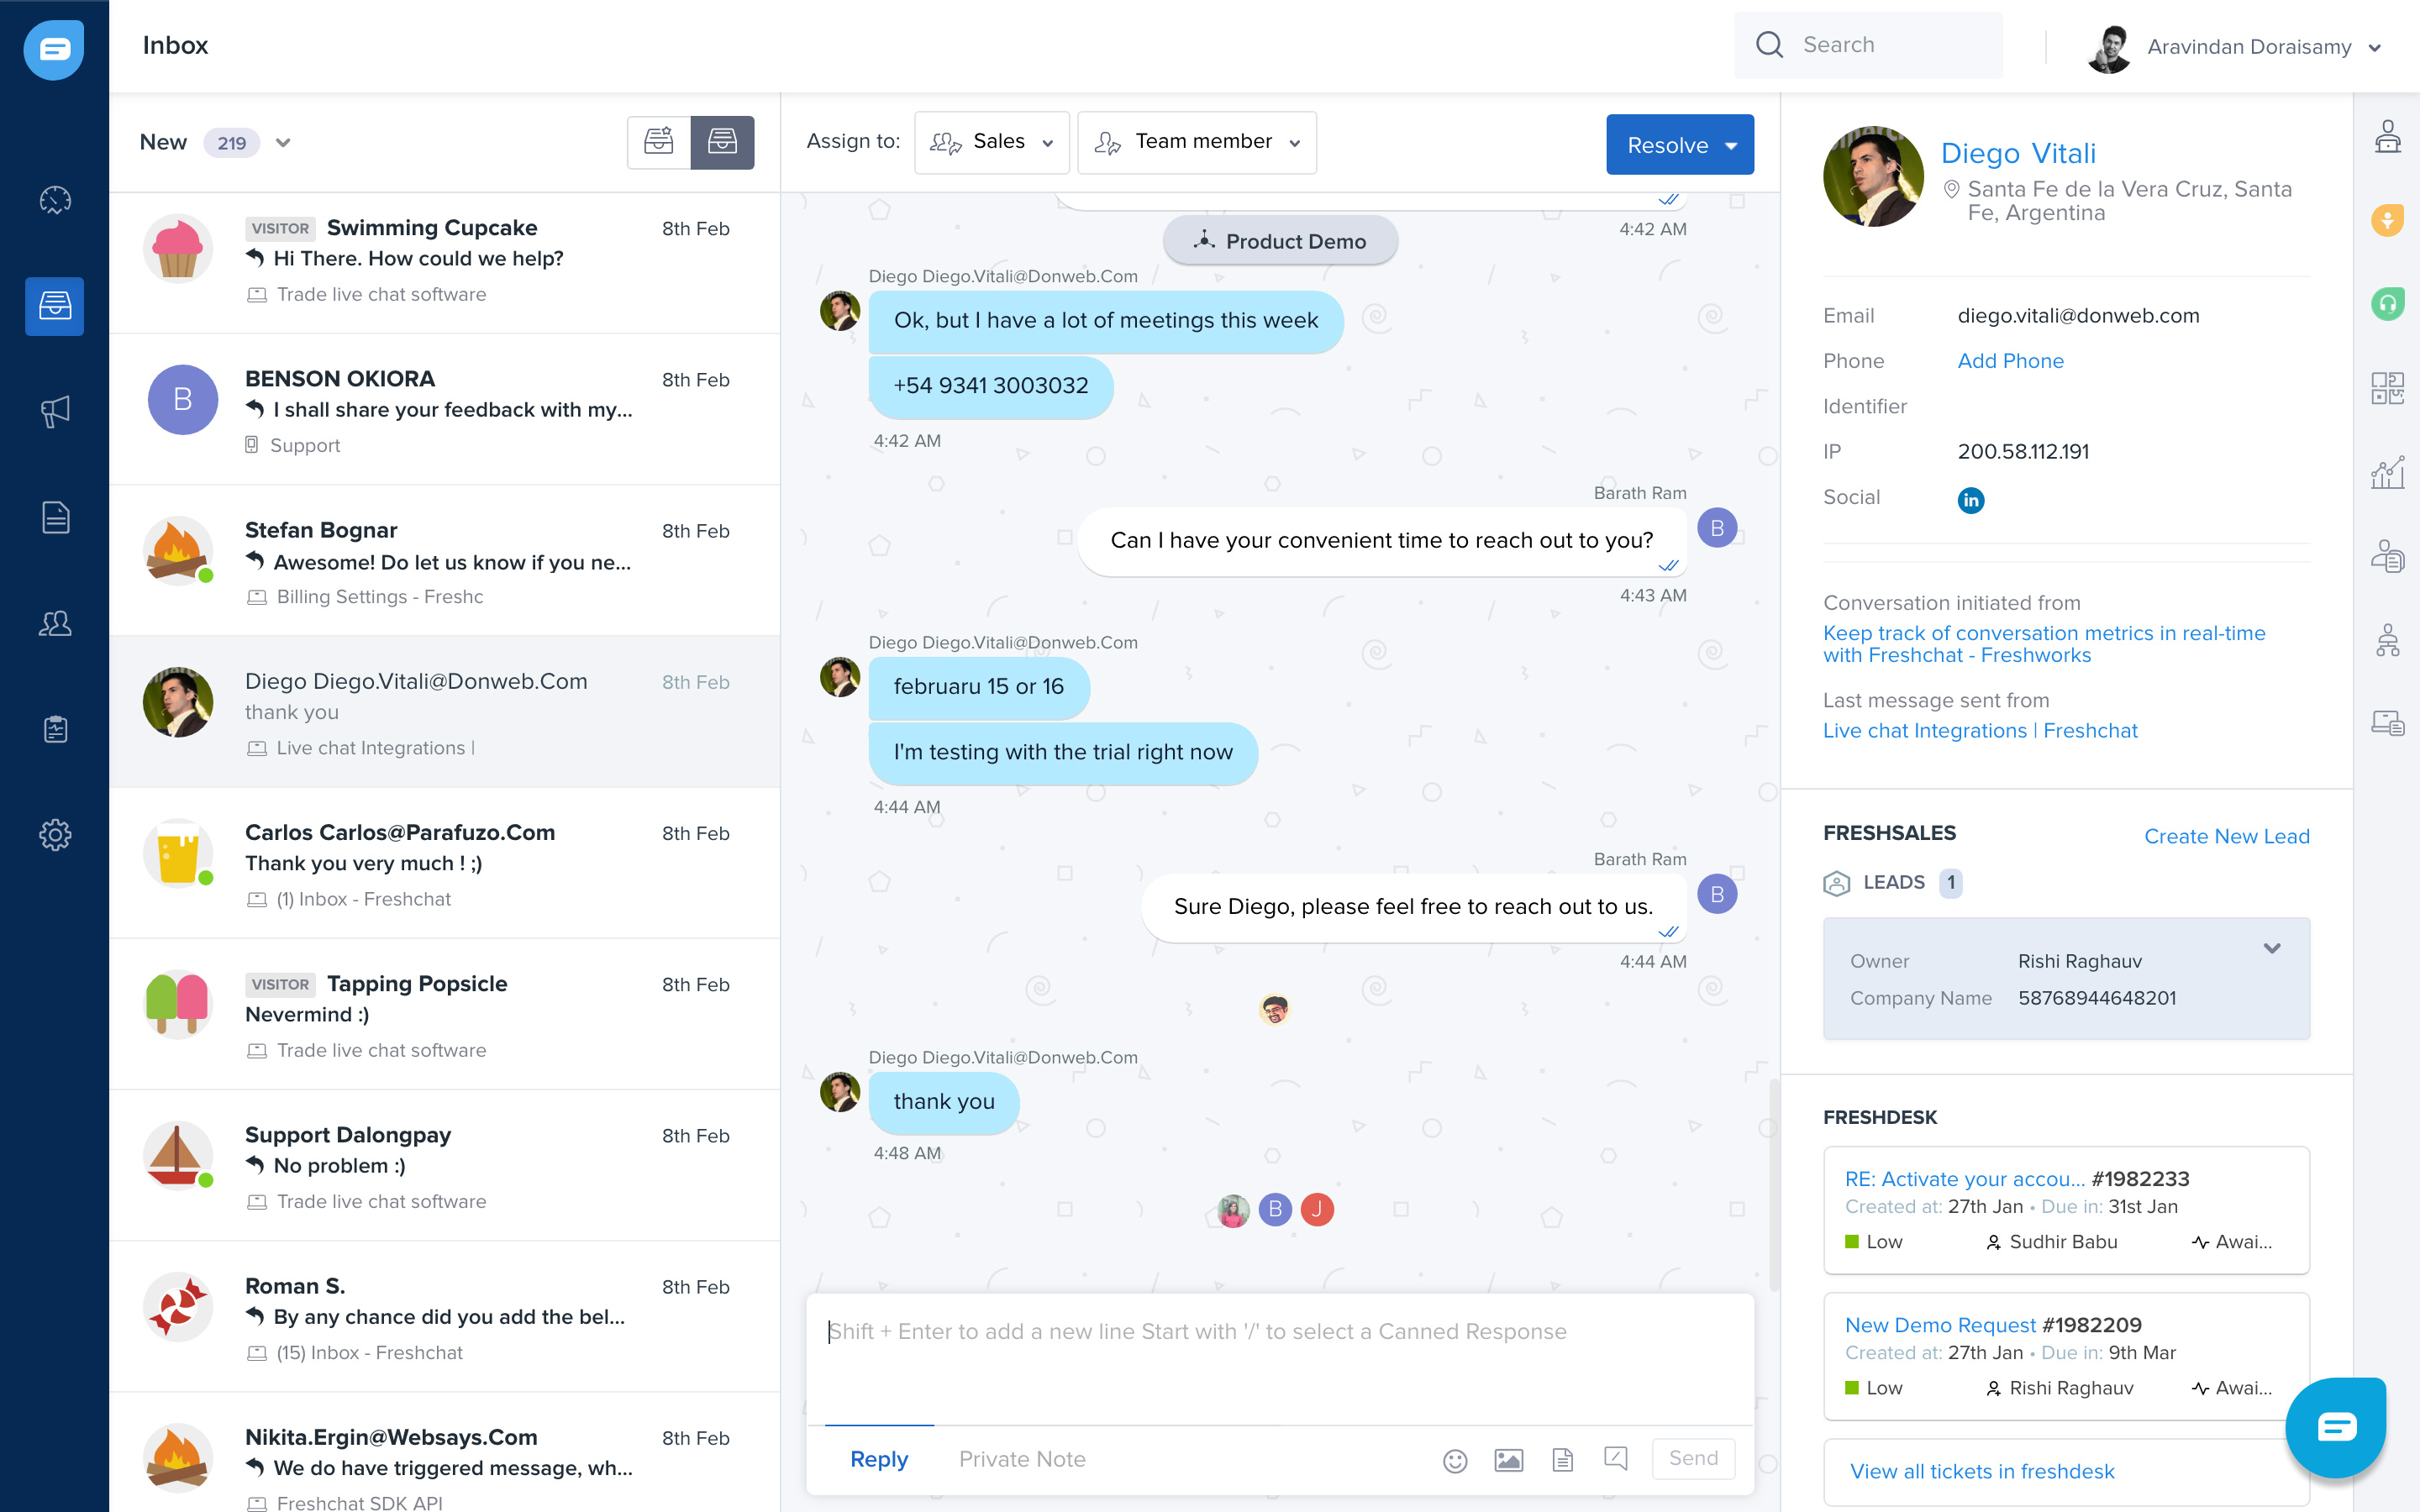 Inbox
Search
Aravindan Doraisamy
New 219
VISITOR Swimming Cupcake 8th Feb
Hi There. How could we help?
Trade live chat software
B
BENSON OKIORA 8th Feb
I shall share your feedback with my...
Support
Stefan Bognar 8th Feb
Awesome! Do let us know if you ne...
Billing Settings - Freshc
Diego Diego.Vitali@Donweb.Com 8th Feb
thank you
Live chat Integrations |
Carlos Carlos@Parafuzo.Com 8th Feb
Thank you very much ! ;)
(1) Inbox - Freshchat
VISITOR Tapping Popsicle 8th Feb
Nevermind :)
Trade live chat software
Support Dalongpay 8th Feb
No problem :)
Trade live chat software
Roman S. 8th Feb
By any chance did you add the bel...
(15) Inbox - Freshchat
Nikita.Ergin@Websays.Com 8th Feb
We do have triggered message, wh...
Freshchat SDK API
Assign to: Sales Team member Resolve
4:42 AM
Product Demo
Diego Diego.Vitali@Donweb.Com
Ok, but I have a lot of meetings this week
+54 9341 3003032
4:42 AM
Barath Ram
Can I have your convenient time to reach out to you?
B
4:43 AM
Diego Diego.Vitali@Donweb.Com
februaru 15 or 16
I'm testing with the trial right now
4:44 AM
Barath Ram
Sure Diego, please feel free to reach out to us.
B
4:44 AM
Diego Diego.Vitali@Donweb.Com
thank you
4:48 AM
B J
Shift + Enter to add a new line Start with '/' to select a Canned Response
Reply Private Note Send
Diego Vitali
Santa Fe de la Vera Cruz, Santa
Fe, Argentina
Email diego.vitali@donweb.com
Phone Add Phone
Identifier
IP 200.58.112.191
Social in
Conversation initiated from
Keep track of conversation metrics in real-time
with Freshchat - Freshworks
Last message sent from
Live chat Integrations | Freshchat
FRESHSALES Create New Lead
LEADS 1
Owner Rishi Raghauv
Company Name 58768944648201
FRESHDESK
RE: Activate your accou... #1982233
Created at: 27th Jan • Due in: 31st Jan
Low Sudhir Babu Awai...
New Demo Request #1982209
Created at: 27th Jan • Due in: 9th Mar
Low Rishi Raghauv Awai...
View all tickets in freshdesk